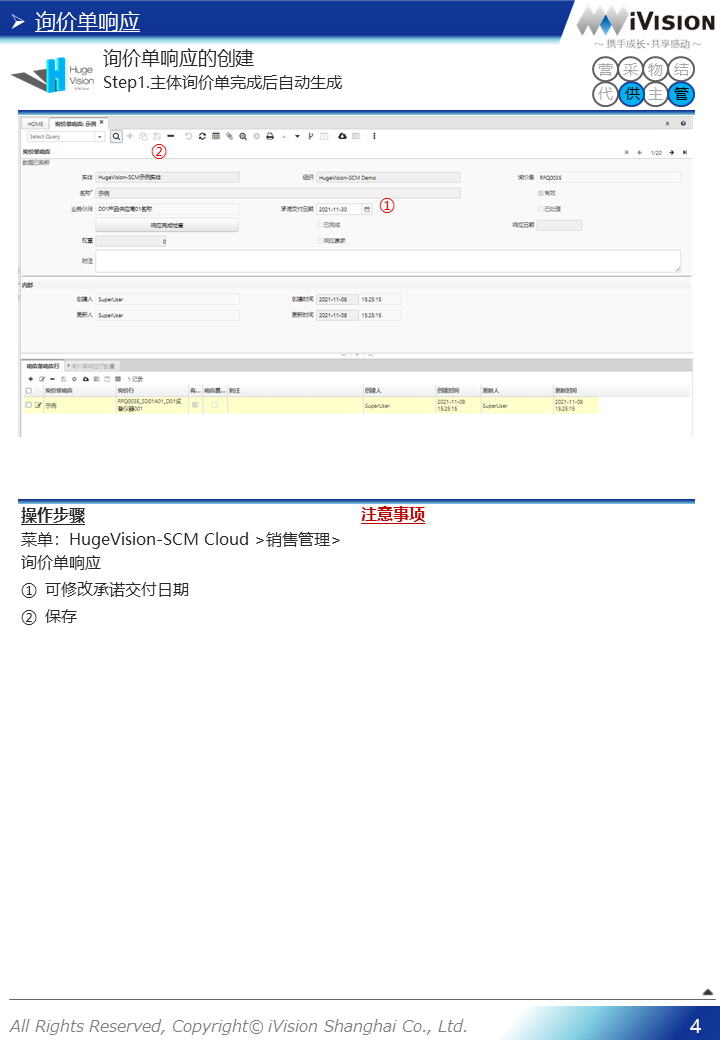 ➢ 询价单响应
iVISION
～ 携手成长·共享感动 ～
营 采 物 结
代 供 主 管
Huge
Vision
询价单响应的创建
Step1.主体询价单完成后自动生成
HOME 询价单响应: 示例 ×
Select Query
②
询价单响应
1/20
数据已刷新
实体 HugeVision-SCM示例实体 组织 HugeVision-SCM Demo 询价单 RFQ0035
名称* 示例 有效
业务伙伴 D01产品供应商01名称 承诺交付日期 2021-11-30 ① 已处理
响应完成检查 已完成 响应日期
权重 0 响应赢家
附注
内部
创建人 SuperUser 创建时间 2021-11-08 15:25:15
更新人 SuperUser 更新时间 2021-11-08 15:25:15
询价单响应行 询价单响应行数量
1 记录
询价单响应 询价行 有... 响应赢... 附注 创建人 创建时间 更新人 更新时间
示例 RFQ0035_SD01A01_D01设备仪器001 SuperUser 2021-11-08 15:25:15 SuperUser 2021-11-08 15:25:15
操作步骤
菜单：HugeVision-SCM Cloud >销售管理>
询价单响应
① 可修改承诺交付日期
② 保存
注意事项
All Rights Reserved, Copyright© iVision Shanghai Co., Ltd.
4